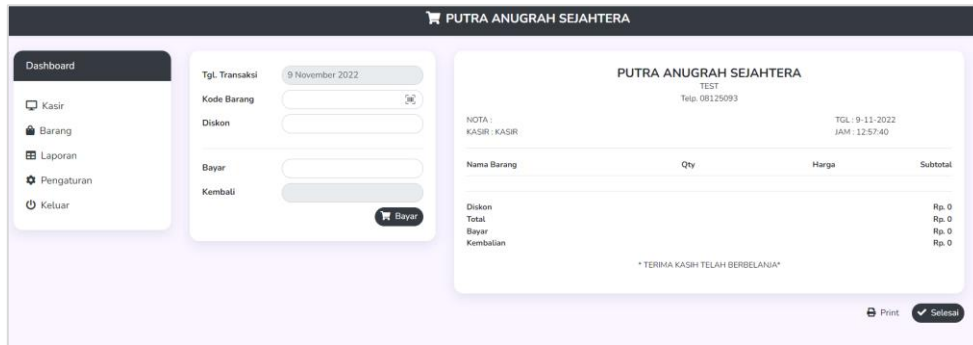 PUTRA ANUGRAH SEJAHTERA
Dashboard
Kasir
Barang
Laporan
Pengaturan
Keluar
Tgl. Transaksi 9 November 2022
Kode Barang
Diskon
Bayar
Kembali
Bayar
PUTRA ANUGRAH SEJAHTERA
TEST
Telp. 08125093
NOTA : TGL : 9-11-2022
KASIR : KASIR JAM : 12:57:40
Nama Barang Qty Harga Subtotal
Diskon Rp. 0
Total Rp. 0
Bayar Rp. 0
Kembalian Rp. 0
* TERIMA KASIH TELAH BERBELANJA*
Print Selesai